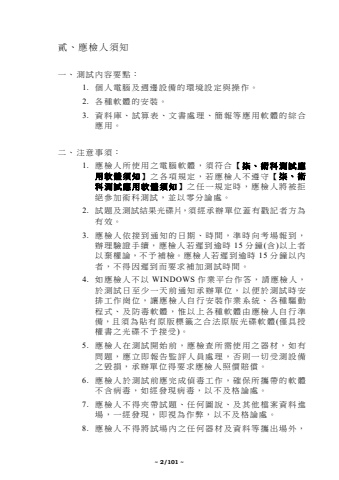 貳、應檢人須知
一、測試內容要點：
1. 個人電腦及週邊設備的環境設定與操作。
2. 各種軟體的安裝。
3. 資料庫、試算表、文書處理、簡報等應用軟體的綜合
應用。
二、注意事項：
1. 應檢人所使用之電腦軟體，須符合【柒、術科測試應
用軟體須知】之各項規定，若應檢人不遵守【柒、術
科測試應用軟體須知】之任一規定時，應檢人將被拒
絕參加術科測試，並以零分論處。
2. 試題及測試結果光碟片，須經承辦單位蓋有戳記者方為
有效。
3. 應檢人依接到通知的日期、時間，準時向考場報到，
辦理驗證手續，應檢人若遲到逾時 15 分鐘(含)以上者
以棄權論，不予補檢。應檢人若遲到逾時 15 分鐘以內
者，不得因遲到而要求補加測試時間。
4. 如應檢人不以 WINDOWS 作業平台作答，請應檢人，
於測試日至少一天前通知承辦單位，以便於測試時安
排工作崗位，讓應檢人自行安裝作業系統、各種驅動
程式、及防毒軟體，惟以上各種軟體由應檢人自行準
備，且須為貼有原版標籤之合法原版光碟軟體(僅具授
權書之光碟不予接受)。
5. 應檢人在測試開始前，應檢查所需使用之器材，如有
問題，應立即報告監評人員處理，否則一切受測設備
之毀損，承辦單位得要求應檢人照價賠償。
6. 應檢人於測試前應完成偵毒工作，確保所攜帶的軟體
不含病毒，如經發現病毒，以不及格論處。
7. 應檢人不得夾帶試題、任何圖說、及其他檔案資料進
場，一經發現，即視為作弊，以不及格論處。
8. 應檢人不得將試場內之任何器材及資料等攜出場外，
~ 2/101 ~